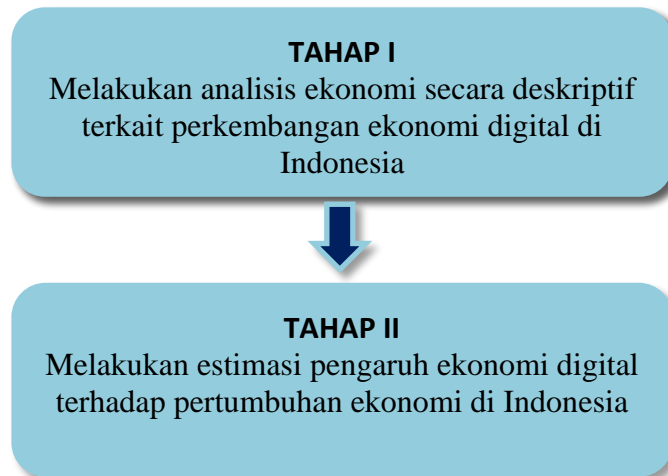 TAHAP I
Melakukan analisis ekonomi secara deskriptif
terkait perkembangan ekonomi digital di
Indonesia
TAHAP II
Melakukan estimasi pengaruh ekonomi digital
terhadap pertumbuhan ekonomi di Indonesia